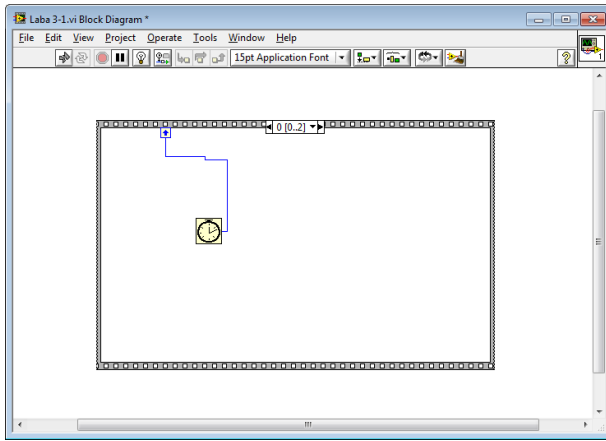 Laba 3-1.vi Block Diagram *
File Edit View Project Operate Tools Window Help
15pt Application Font
?
1
0 [0..2]